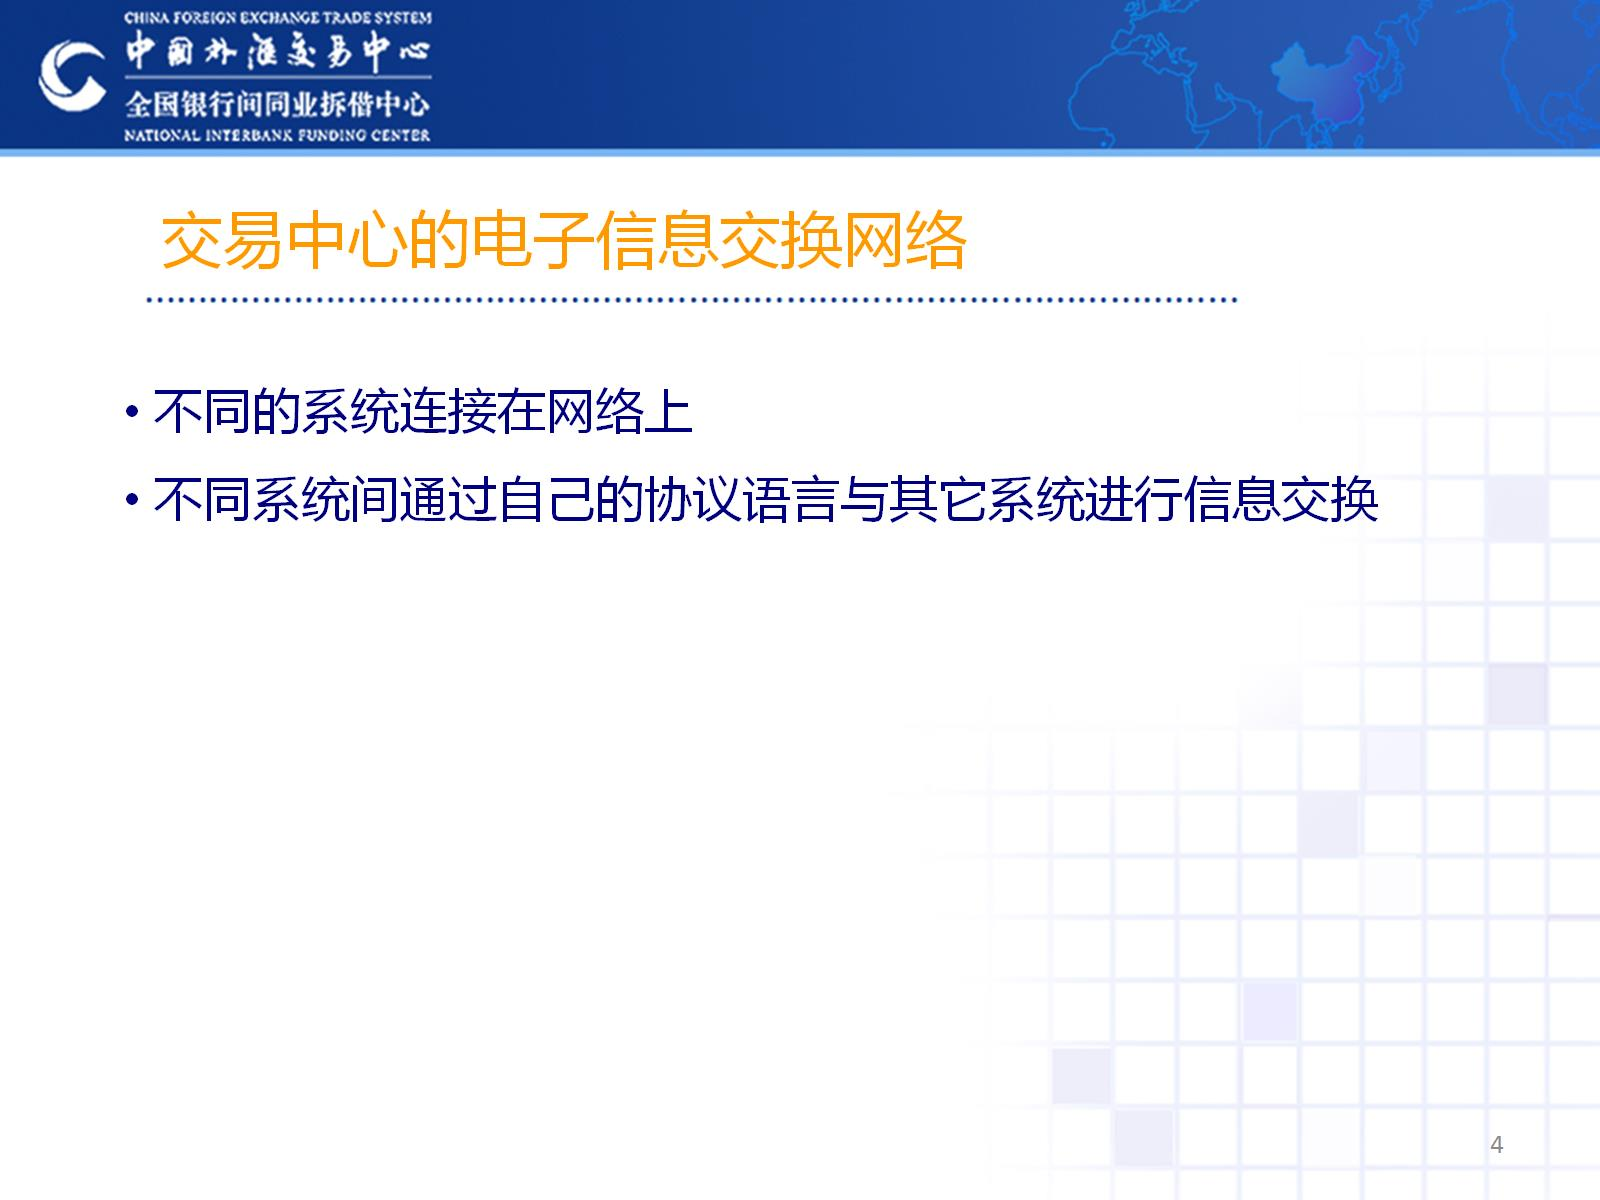 CHINA FOREIGN EXCHANGE TRADE SYSTEM
中国外汇交易中心
全国银行间同业拆借中心
NATIONAL INTERBANK FUNDING CENTER
交易中心的电子信息交换网络
• 不同的系统连接在网络上
• 不同系统间通过自己的协议语言与其它系统进行信息交换
4